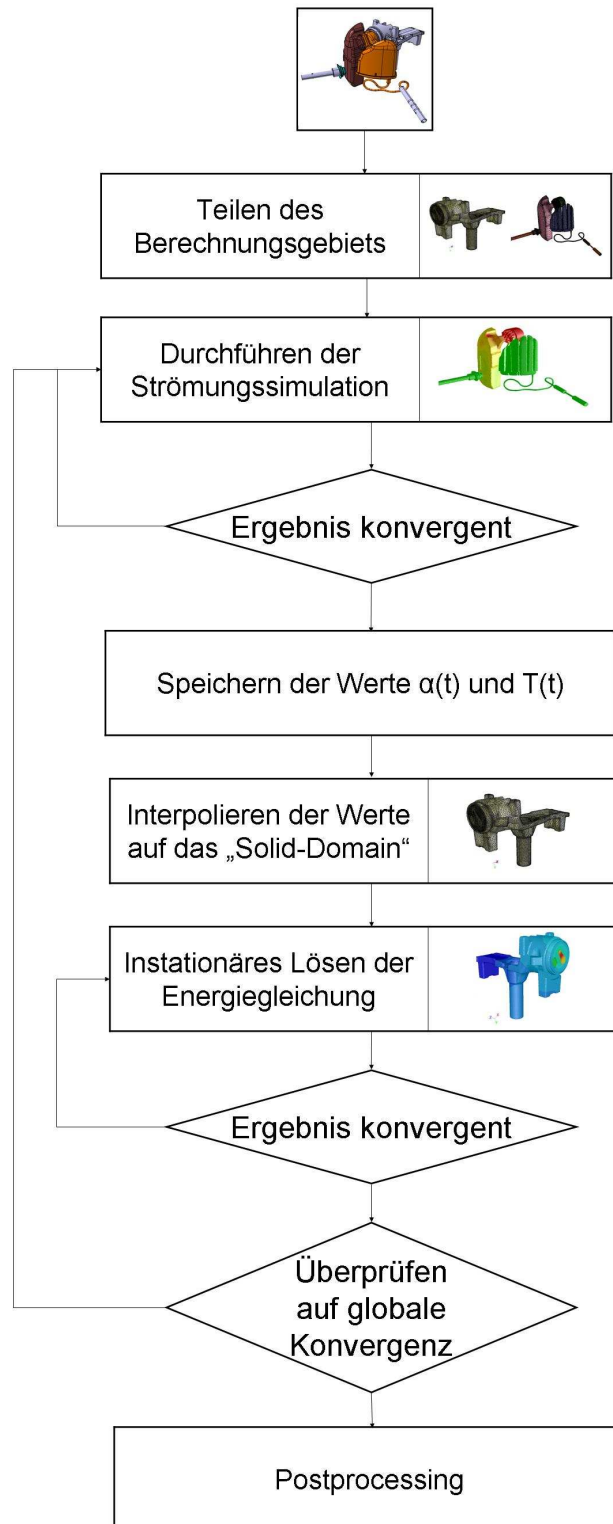 Teilen des
Berechnungsgebiets
Durchführen der
Strömungssimulation
Ergebnis konvergent
Speichern der Werte α(t) und T(t)
Interpolieren der Werte
auf das „Solid-Domain“
Instationäres Lösen der
Energiegleichung
Ergebnis konvergent
Überprüfen
auf globale
Konvergenz
Postprocessing